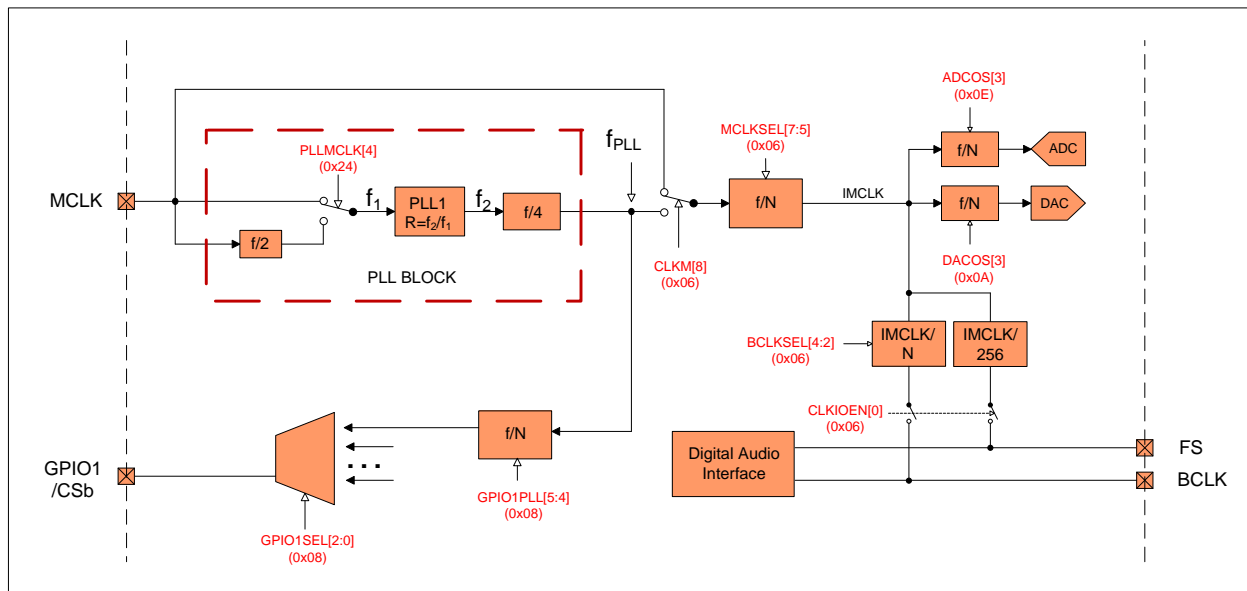 ADCOS[3]
(0x0E)
MCLKSEL[7:5]
(0x06)
f/N
ADC
PLLMCLK[4]
(0x24)
fPLL
MCLK
f1
PLL1
R=f2/f1
f2
f/4
f/N
IMCLK
f/N
DAC
f/2
PLL BLOCK
CLKM[8]
(0x06)
DACOS[3]
(0x0A)
BCLKSEL[4:2]
(0x06)
IMCLK/
N
IMCLK/
256
CLKIOEN[0]
(0x06)
f/N
Digital Audio
Interface
FS
BCLK
GPIO1
/CSb
...
GPIO1PLL[5:4]
(0x08)
GPIO1SEL[2:0]
(0x08)